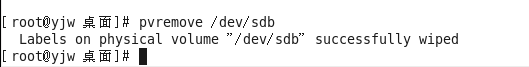 [root@yjw 桌面]# pvremove /dev/sdb
  Labels on physical volume "/dev/sdb" successfully wiped
[root@yjw 桌面]#